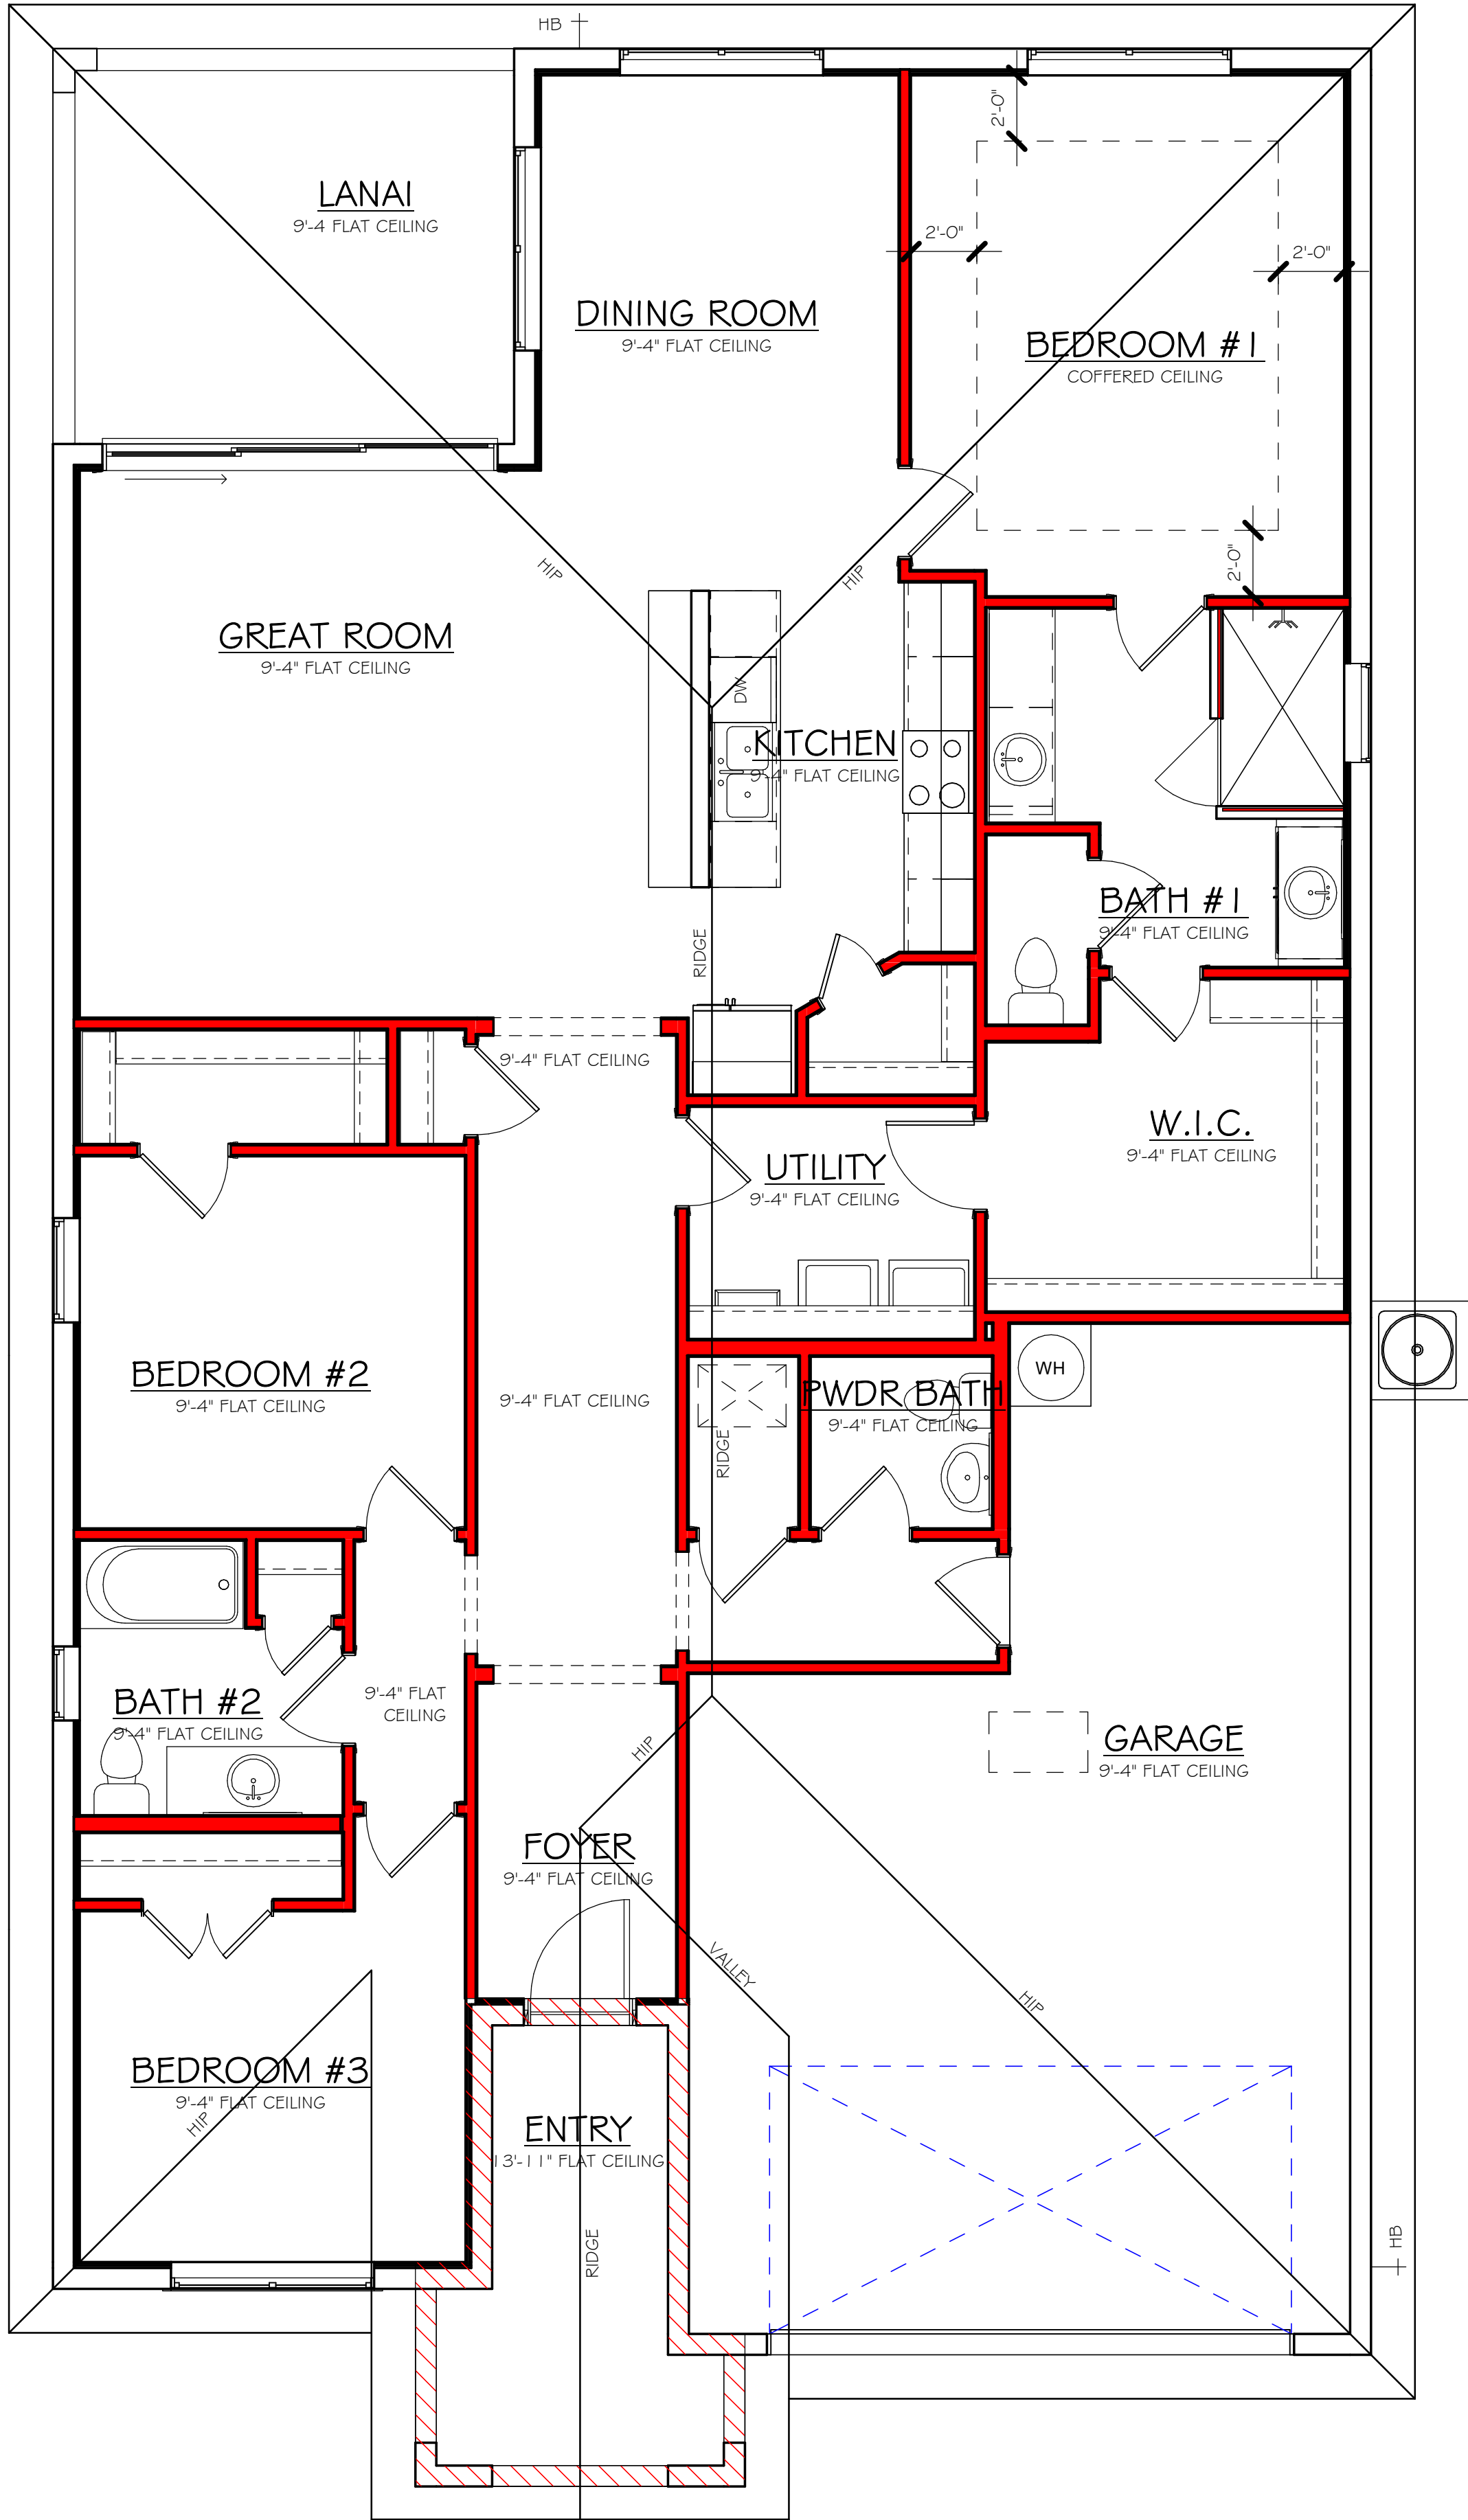 HB
2'-0"
LANAI
9'-4 FLAT CEILING
2'-0"
2'-0"
DINING ROOM
9'-4" FLAT CEILING
BEDROOM #1
COFFERED CEILING
HIP
HIP
2'-0"
GREAT ROOM
9'-4" FLAT CEILING
DW
KITCHEN
9'-4" FLAT CEILING
BATH #1
9'-4" FLAT CEILING
RIDGE
9'-4" FLAT CEILING
W.I.C.
9'-4" FLAT CEILING
UTILITY
9'-4" FLAT CEILING
WH
BEDROOM #2
9'-4" FLAT CEILING
9'-4" FLAT CEILING
PWDR BATH
9'-4" FLAT CEILING
RIDGE
BATH #2
9'-4" FLAT CEILING
9'-4" FLAT
CEILING
HIP
GARAGE
9'-4" FLAT CEILING
FOYER
9'-4" FLAT CEILING
VALLEY
HIP
BEDROOM #3
9'-4" FLAT CEILING
HIP
ENTRY
13'-11" FLAT CEILING
RIDGE
HB